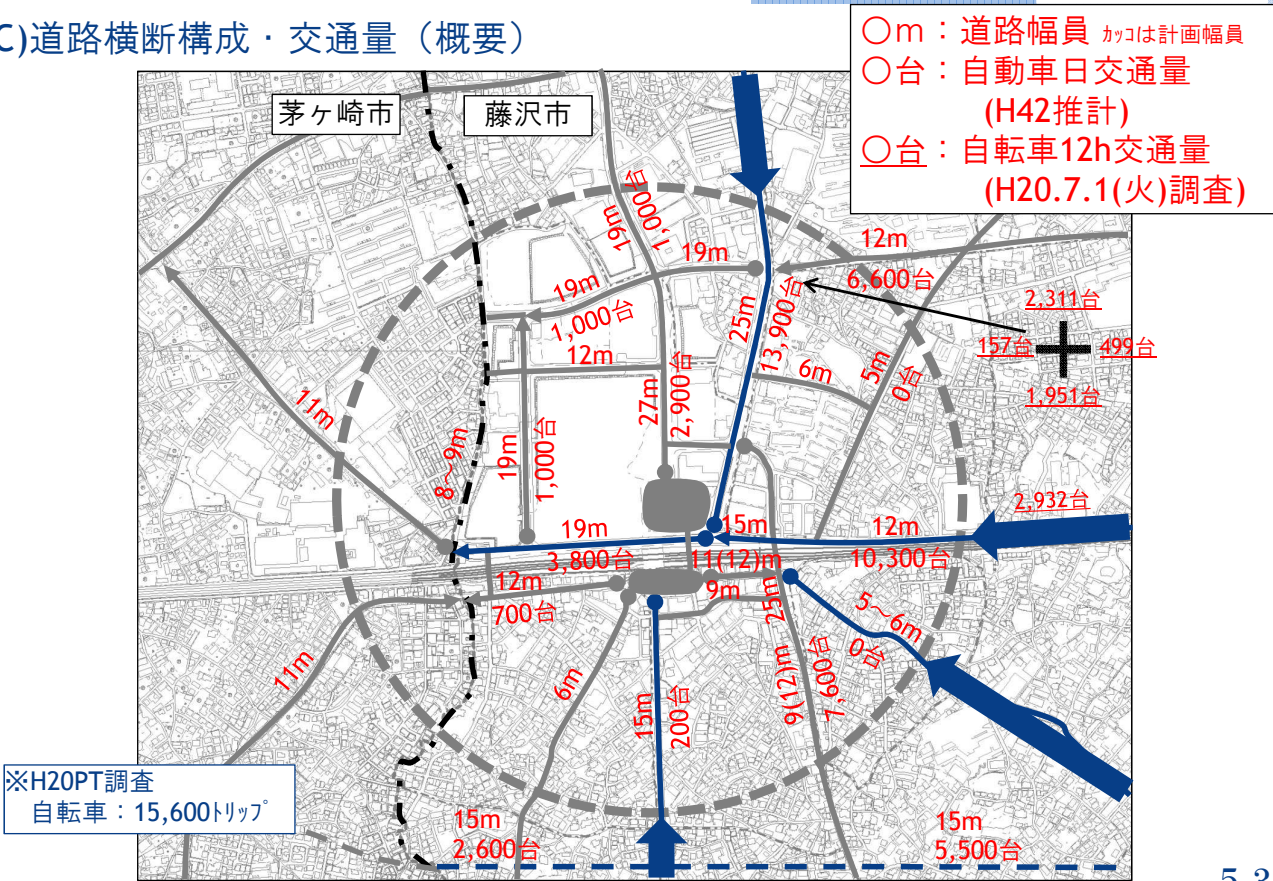 C)道路横断構成・交通量（概要）
○m：道路幅員 ｶｯｺは計画幅員
○台：自動車日交通量
(H42推計)
○台：自転車12h交通量
(H20.7.1(火)調査)
茅ヶ崎市
藤沢市
1,000台
19m
19m
12m
6,600台
2,311台
19m
1,000台
25m
13,900台
157台
499台
1,951台
12m
6m
5m
0台
11m
27m
2,900台
8～9m
19m
1,000台
2,932台
19m
3,800台
15m
12m
10,300台
11(12)m
12m
700台
9m
25m
5～6m
0台
11m
6m
15m
200台
9(12)m
7,600台
※H20PT調査
自転車：15,600ﾄﾘｯﾌﾟ
15m
2,600台
15m
5,500台
5.3